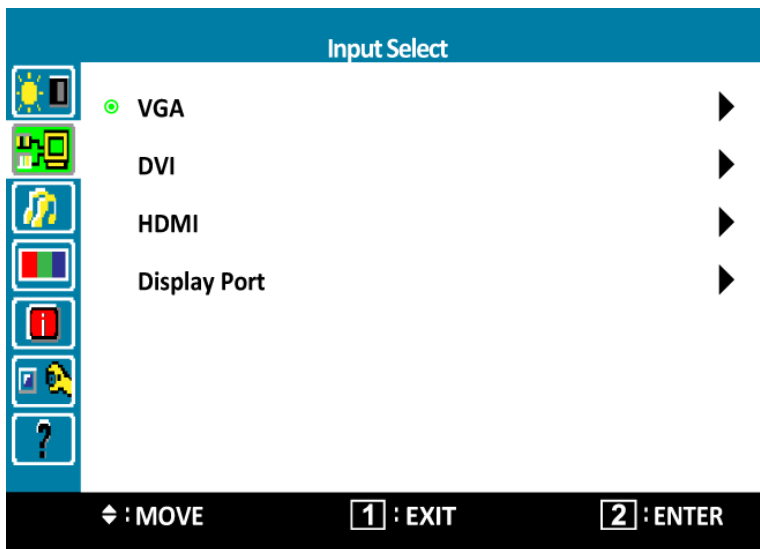 Input Select
VGA
DVI
HDMI
Display Port
i
?
: MOVE 1 : EXIT 2 : ENTER